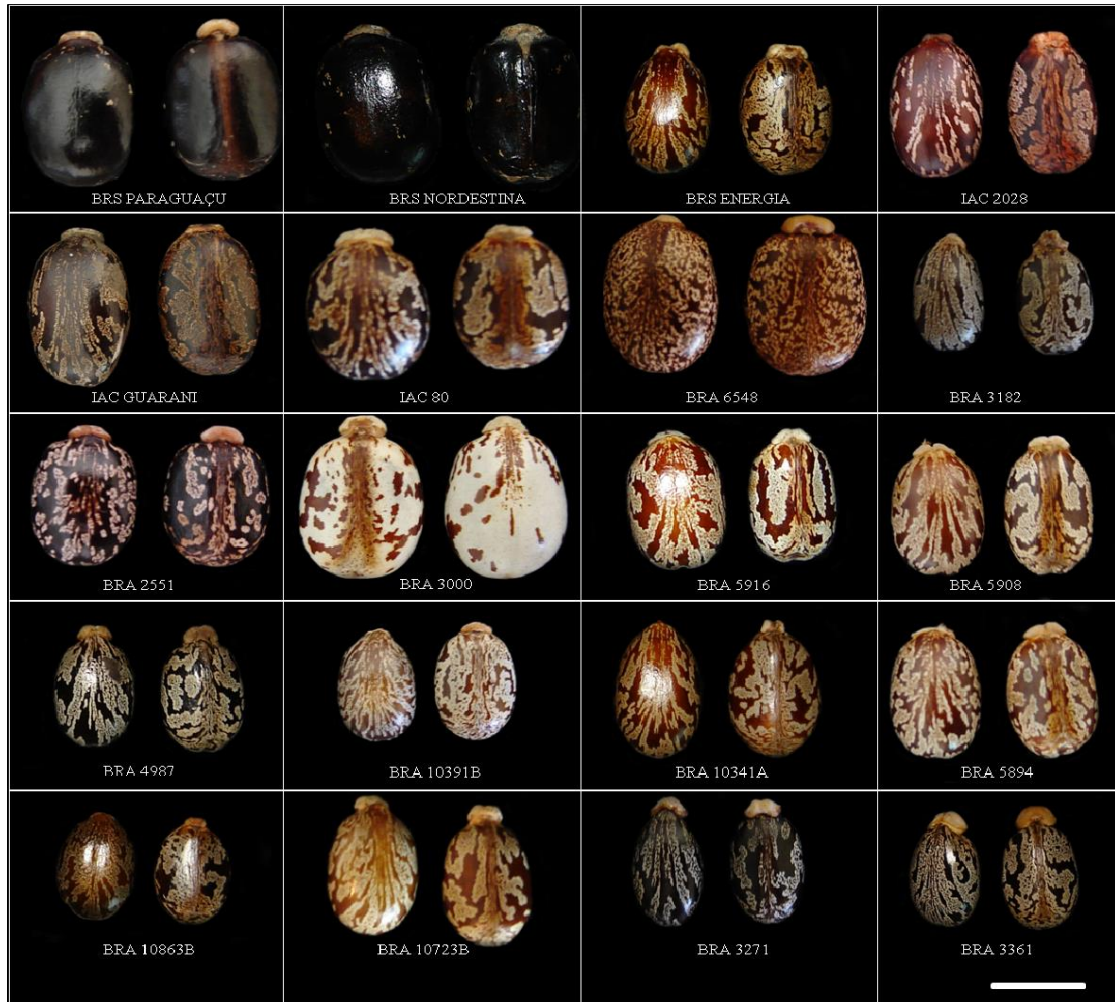 BRS PARAGUAÇU
BRS NORDESTINA
BRS ENERGIA
IAC 2028
IAC GUARANI
IAC 80
BRA 6548
BRA 3182
BRA 2551
BRA 3000
BRA 5916
BRA 5908
BRA 4987
BRA 10391B
BRA 10341A
BRA 5894
BRA 10863B
BRA 10723B
BRA 3271
BRA 3361